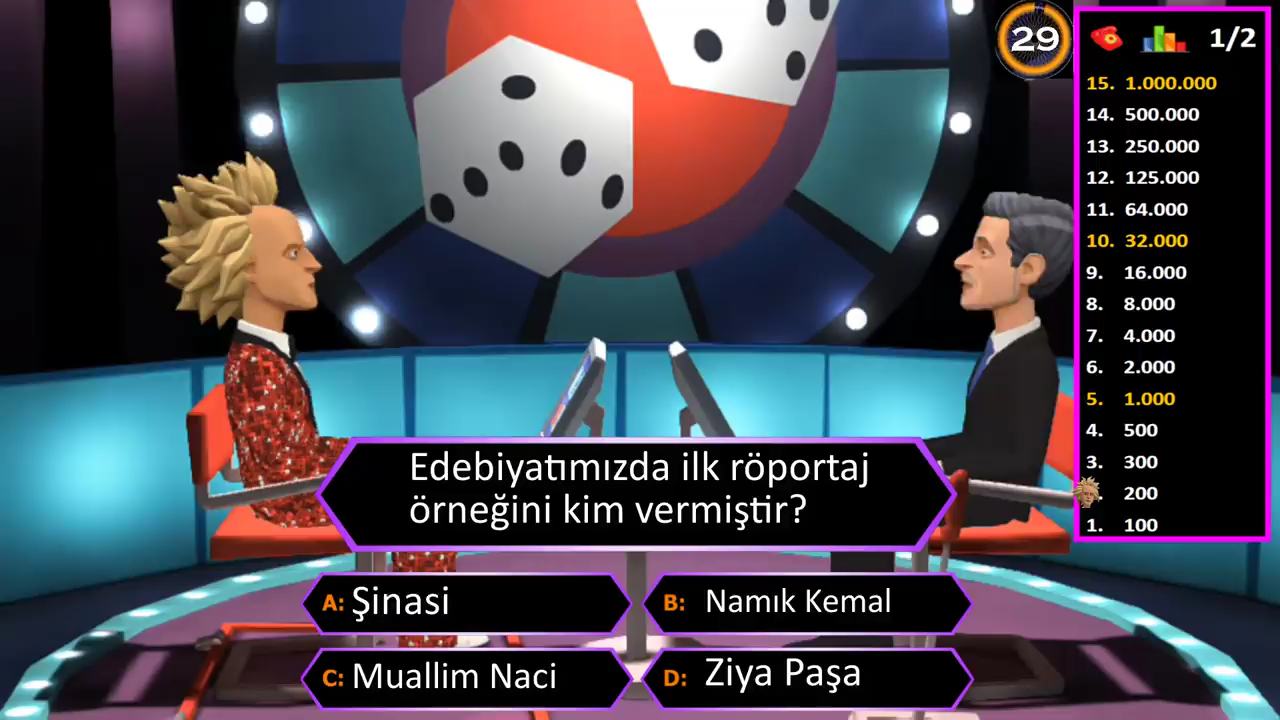 29
1/2
15. 1.000.000
14. 500.000
13. 250.000
12. 125.000
11. 64.000
10. 32.000
9. 16.000
8. 8.000
7. 4.000
6. 2.000
5. 1.000
4. 500
3. 300
200
1. 100
Edebiyatımızda ilk röportaj
örneğini kim vermiştir?
A: Şinasi
B: Namık Kemal
C: Muallim Naci
D: Ziya Paşa